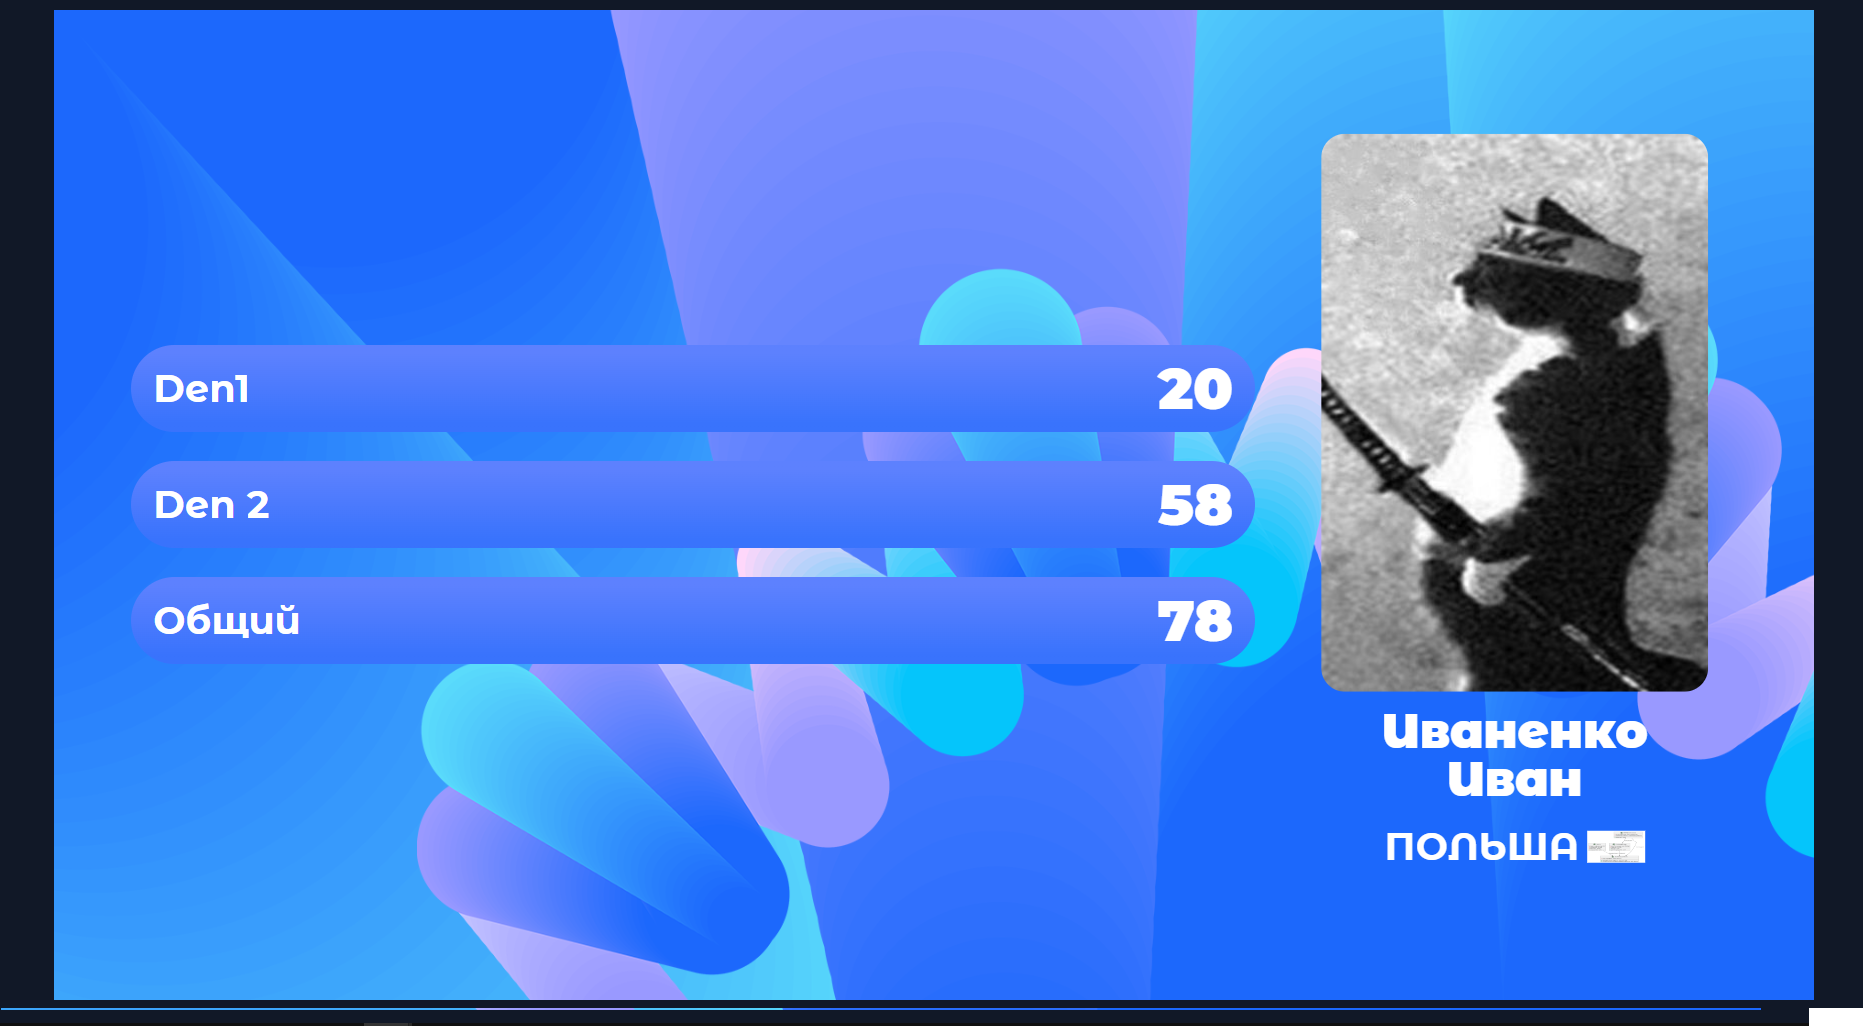 Den1 20
Den 2 58
Общий 78
Иваненко
Иван
ПОЛЬША